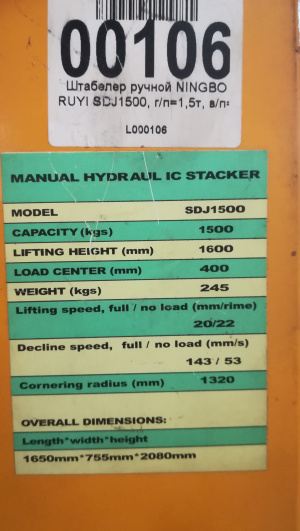 00106
Штабелер ручной NINGBO
RUYI SDJ1500, г/п=1,5т, в/п=
L000106
MANUAL HYDRAUL IC STACKER
MODEL SDJ1500
CAPACITY (kgs) 1500
LIFTING HEIGHT (mm) 1600
LOAD CENTER (mm) 400
WEIGHT (kgs) 245
Lifting speed, full / no load (mm/rime)
20/22
Decline speed, full / no load (mm/s)
143 / 53
Cornering radius (mm) 1320
OVERALL DIMENSIONS:
Length*width*height
1650mm*755mm*2080mm